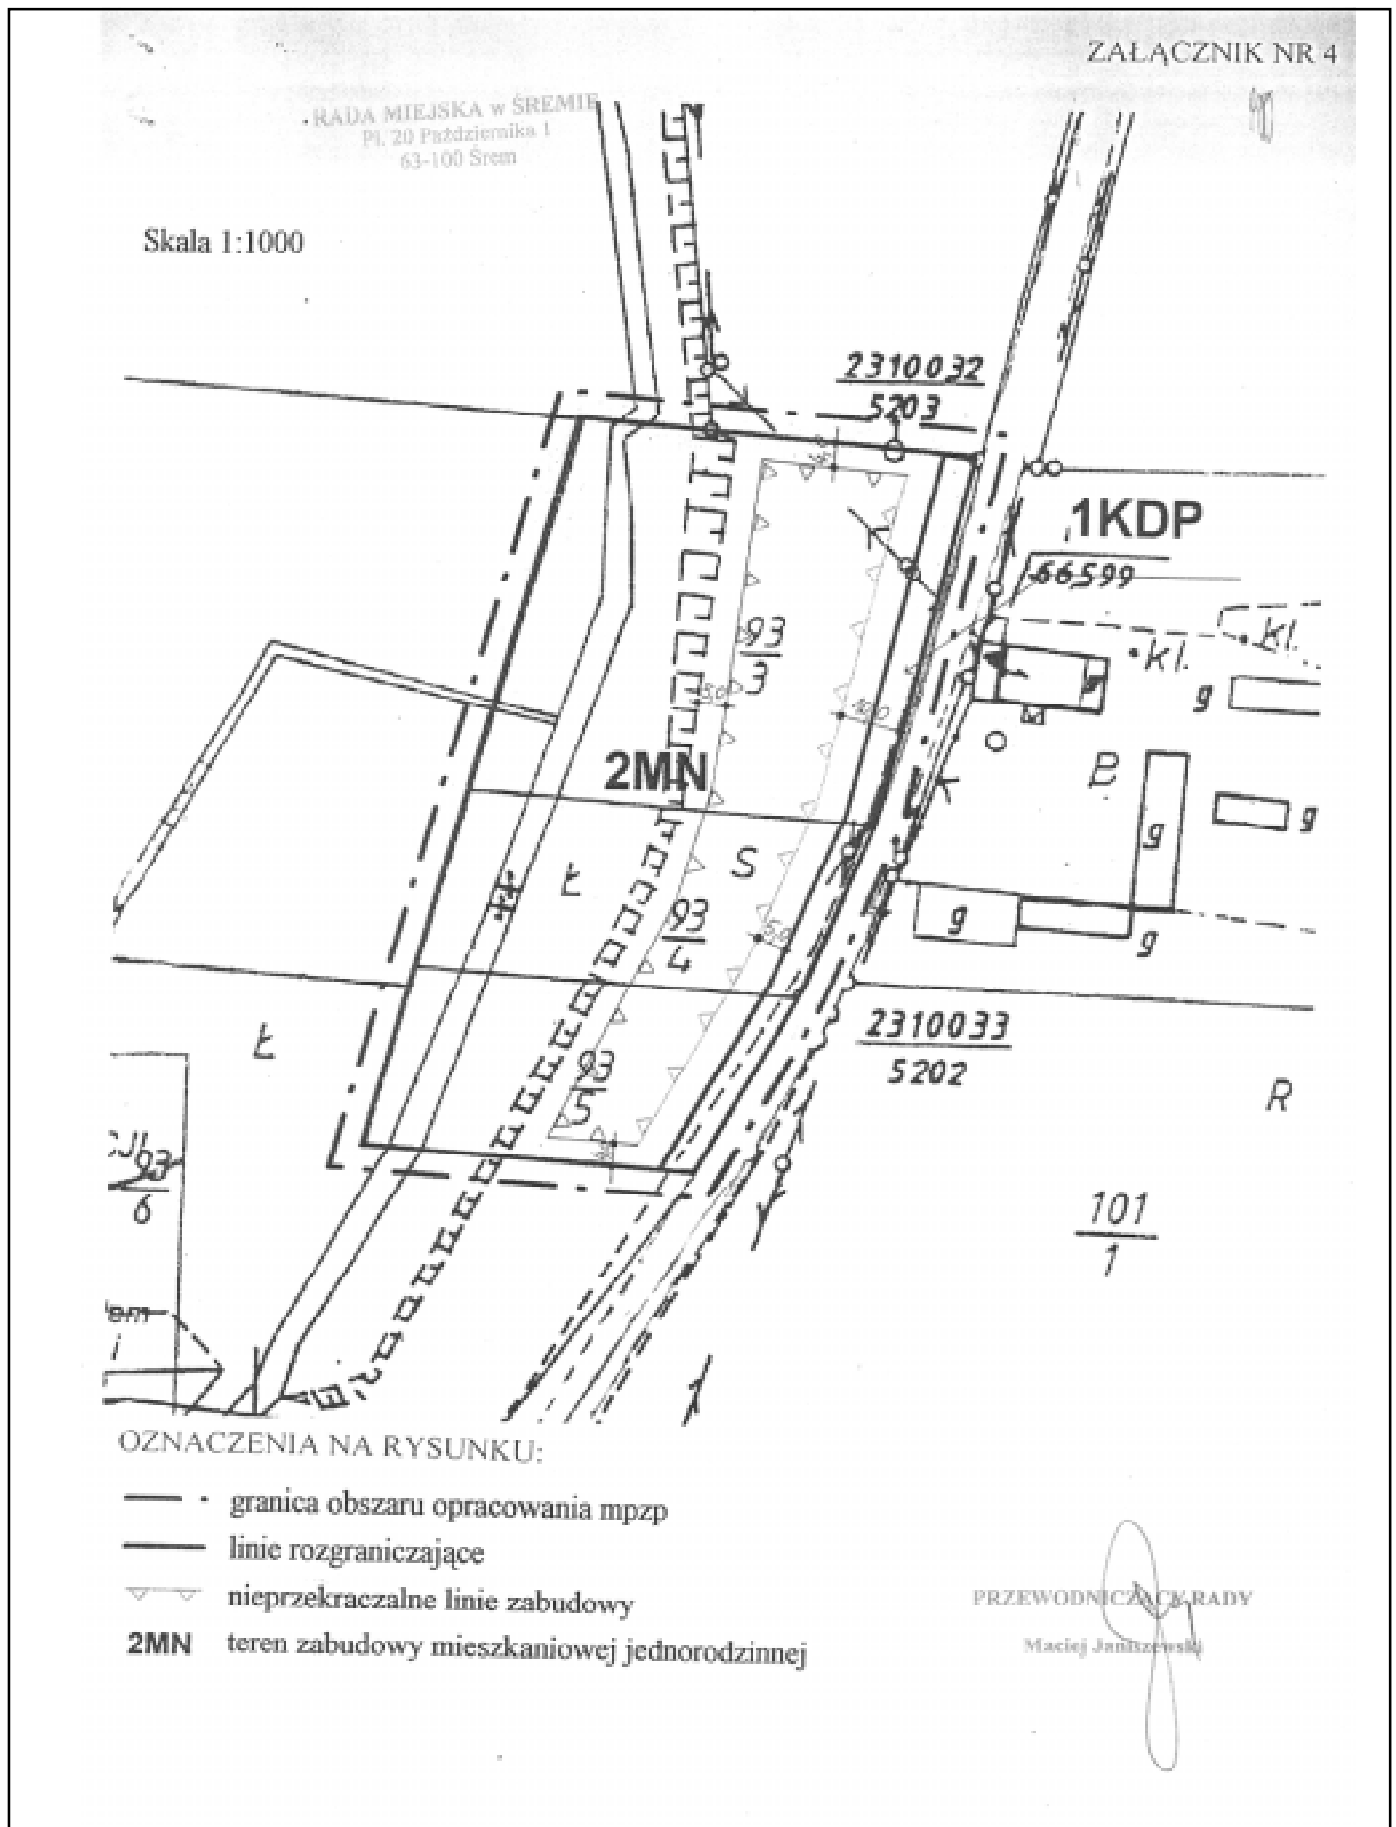 ZAŁĄCZNIK NR 4
RADA MIEJSKA w ŚREMIE
Pl. 20 Października 1
63-100 Śrem
Skala 1:1000
2310032
5203
1KDP
66599
93
3
kl.
kl.
g
2MN
B
g
g
S
Ł
93
4
g
g
2310033
5202
Ł
93
5
R
93
6
101
1
i
OZNACZENIA NA RYSUNKU:
granica obszaru opracowania mpzp
linie rozgraniczające
nieprzekraczalne linie zabudowy
2MN teren zabudowy mieszkaniowej jednorodzinnej
PRZEWODNICZĄCY RADY
Maciej Janiszewski